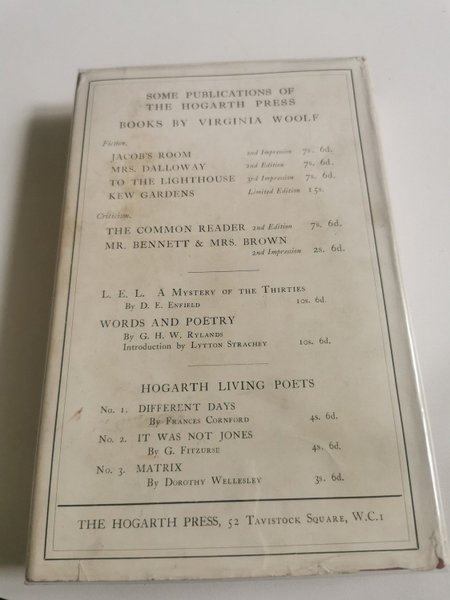 SOME PUBLICATIONS OF
THE HOGARTH PRESS
BOOKS BY VIRGINIA WOOLF
Fiction.
JACOB'S ROOM 2nd Impression 7s. 6d.
MRS. DALLOWAY 2nd Edition 7s. 6d.
TO THE LIGHTHOUSE 3rd Impression 7s. 6d.
KEW GARDENS Limited Edition 15s.
Criticism.
THE COMMON READER 2nd Edition 7s. 6d.
MR. BENNETT & MRS. BROWN
2nd Impression 2s. 6d.
L. E. L. A MYSTERY OF THE THIRTIES
BY D. E. ENFIELD 10s. 6d.
WORDS AND POETRY
By G. H. W. RYLANDS
Introduction by LYTTON STRACHEY 10s. 6d.
HOGARTH LIVING POETS
No. 1. DIFFERENT DAYS
By FRANCES CORNFORD 4s. 6d.
No. 2. IT WAS NOT JONES
By G. FITZURSE 4s. 6d.
No. 3. MATRIX
By DOROTHY WELLESLEY 3s. 6d.
THE HOGARTH PRESS, 52 TAVISTOCK SQUARE, W.C.1